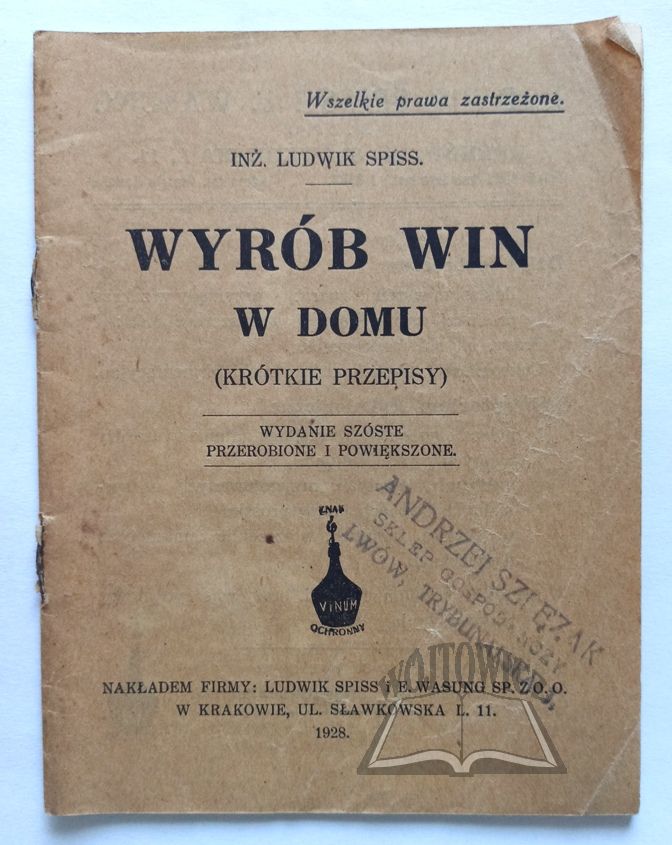 Wszelkie prawa zastrzeżone.
INŻ. LUDWIK SPISS.
WYRÓB WIN
W DOMU
(KRÓTKIE PRZEPISY)
WYDANIE SZÓSTE
PRZEROBIONE I POWIĘKSZONE.
ZNAK
VINUM
OCHRONNY
ANDRZEJ SZLĘZAK
SKLEP GOSPODARCZY
LWÓW, TRYBUNALSKA
WÓJTOWICZ
NAKŁADEM FIRMY: LUDWIK SPISS i E. WASUNG SP. Z O. O.
W KRAKOWIE, UL. SŁAWKOWSKA L. 11.
1928.